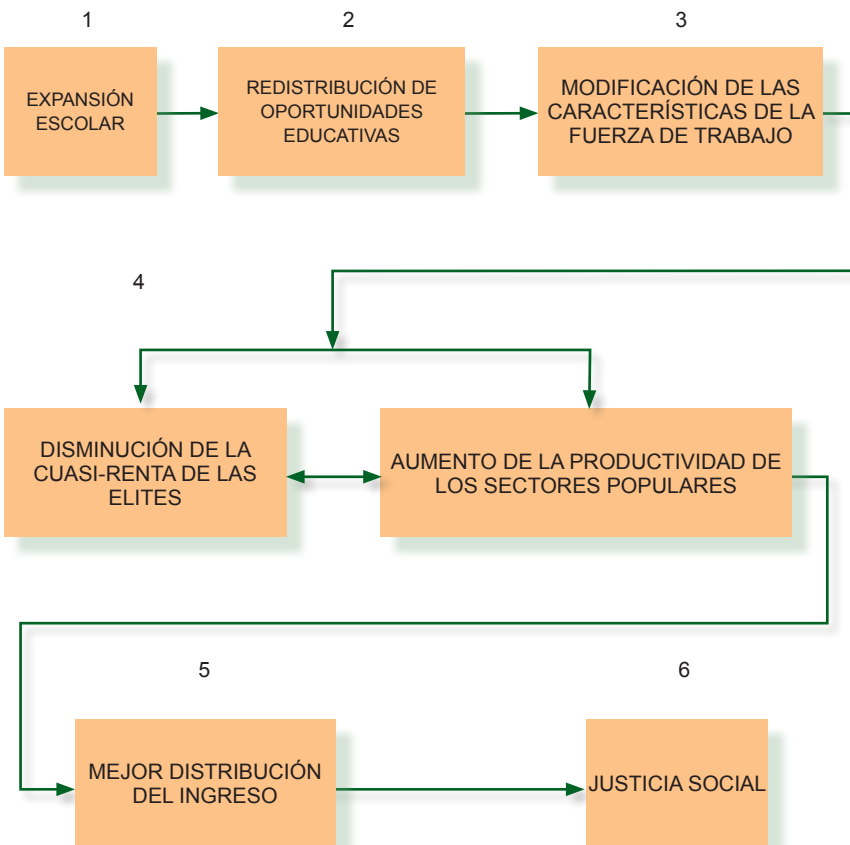 1
2
3
EXPANSIÓN
ESCOLAR
REDISTRIBUCIÓN DE
OPORTUNIDADES
EDUCATIVAS
MODIFICACIÓN DE LAS
CARACTERÍSTICAS DE LA
FUERZA DE TRABAJO
4
DISMINUCIÓN DE LA
CUASI-RENTA DE LAS
ELITES
AUMENTO DE LA PRODUCTIVIDAD DE
LOS SECTORES POPULARES
5
6
MEJOR DISTRIBUCIÓN
DEL INGRESO
JUSTICIA SOCIAL